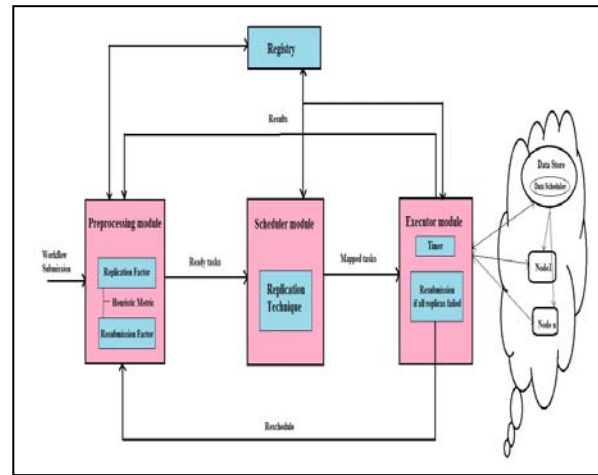 Registry
Results
Data Store
Data Scheduler
Preprocessing module
Scheduler module
Executor module
Timer
Workflow
Submission
Replication Factor
Ready tasks
Mapped tasks
Node1
Heuristic Metric
Replication
Technique
Resubmission
if all replicas failed
Node n
Resubmission Factor
Reschedule